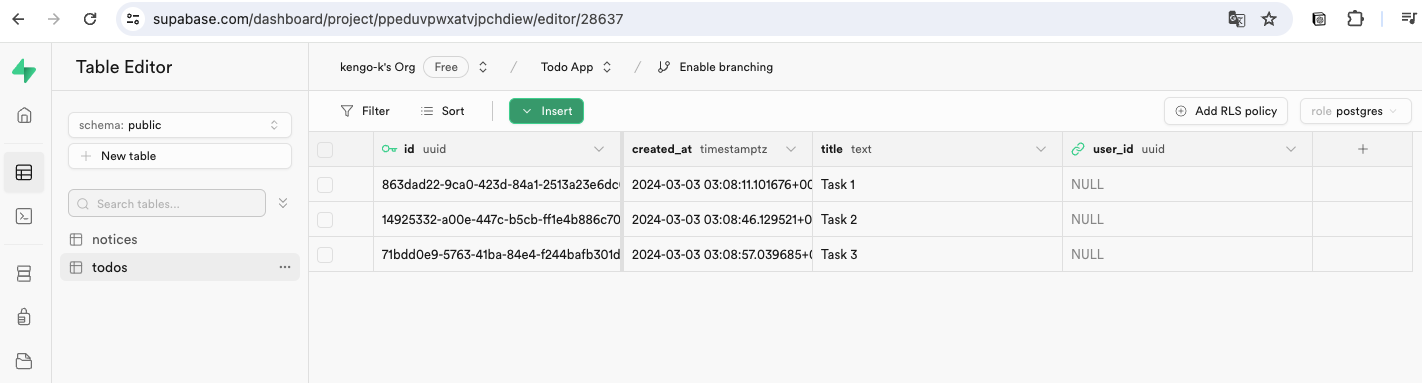 supabase.com/dashboard/project/ppeduvpwxatvjpchdiew/editor/28637
Table Editor
kengo-k's Org Free / Todo App / Enable branching
schema: public
New table
Search tables...
notices
todos
Filter Sort Insert Add RLS policy role postgres
id uuid created_at timestamptz title text user_id uuid
863dad22-9ca0-423d-84a1-2513a23e6dc 2024-03-03 03:08:11.101676+00 Task 1 NULL
14925332-a00e-447c-b5cb-ff1e4b886c70 2024-03-03 03:08:46.129521+0 Task 2 NULL
71bdd0e9-5763-41ba-84e4-f244bafb301d 2024-03-03 03:08:57.039685+ Task 3 NULL